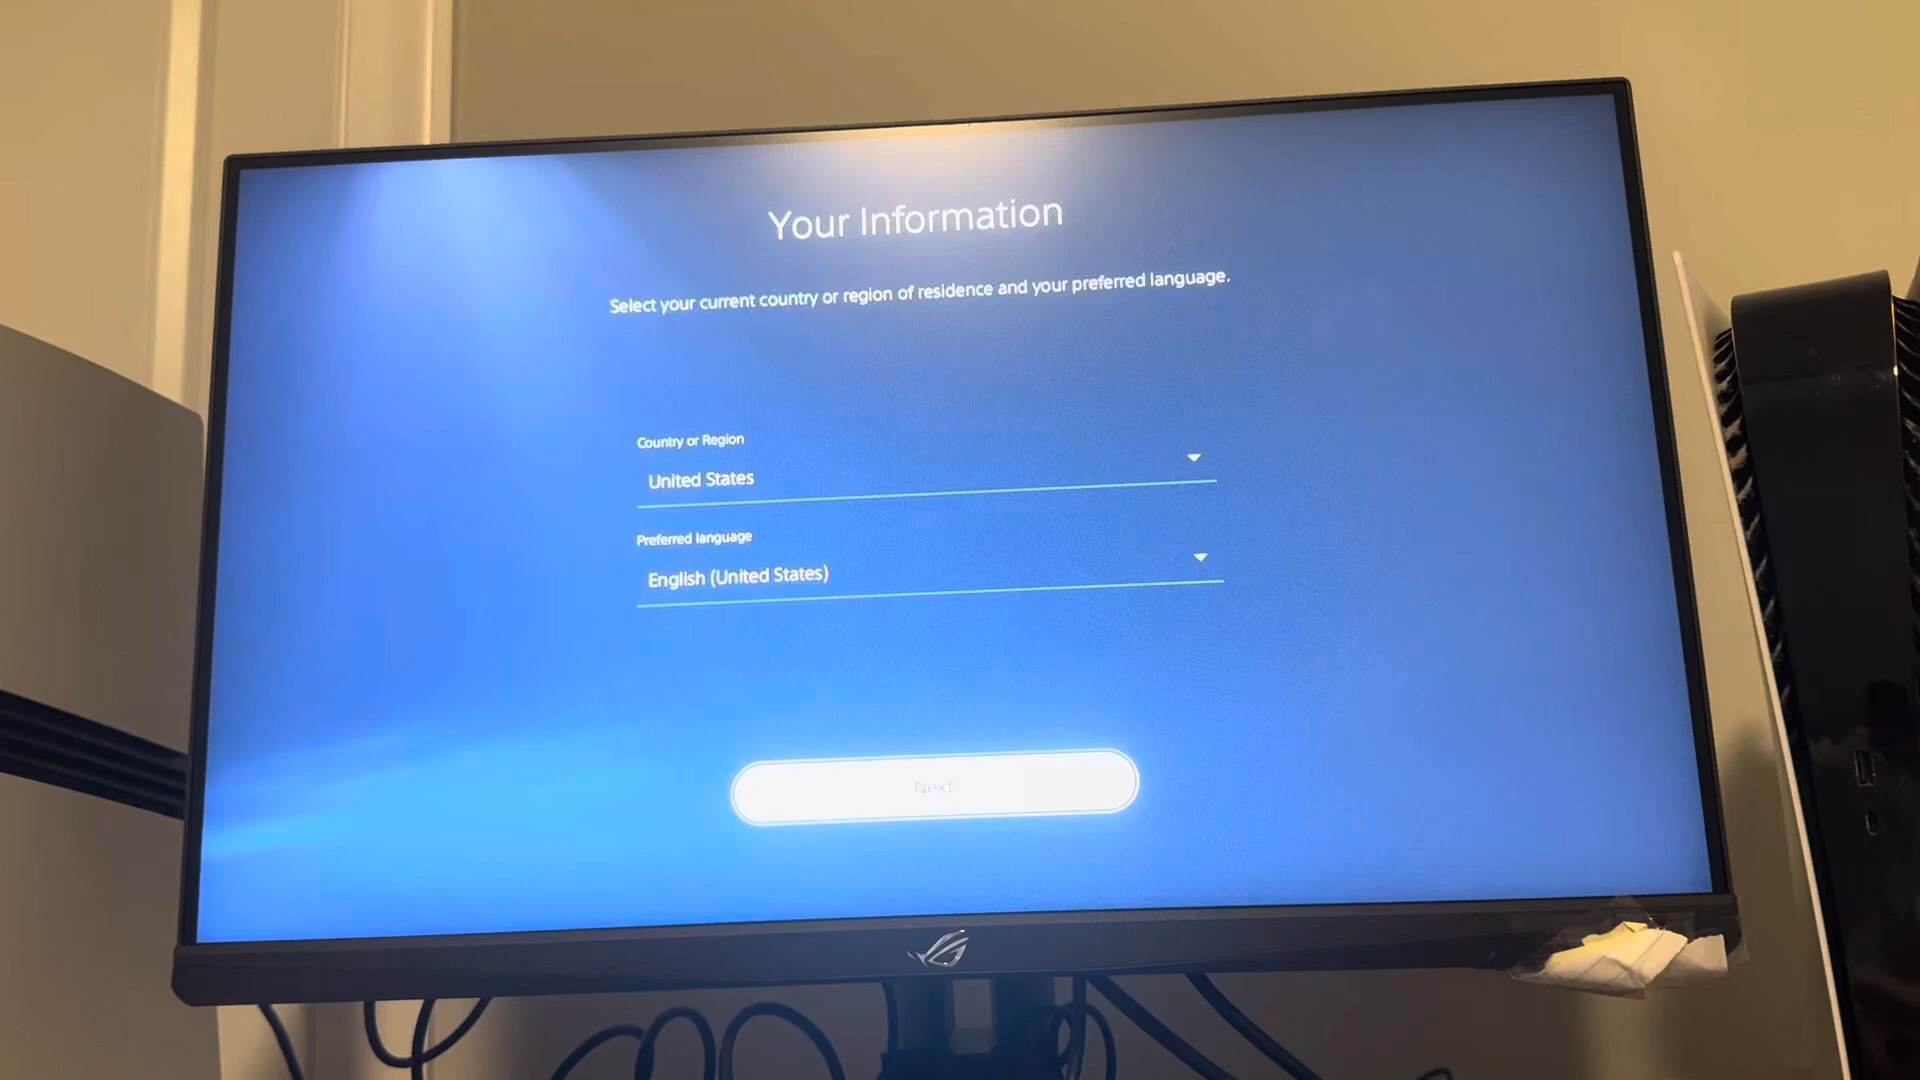 Your Information
Select your current country or region of residence and your preferred language.
Country or Region
United States
Preferred language
English (United States)
Next